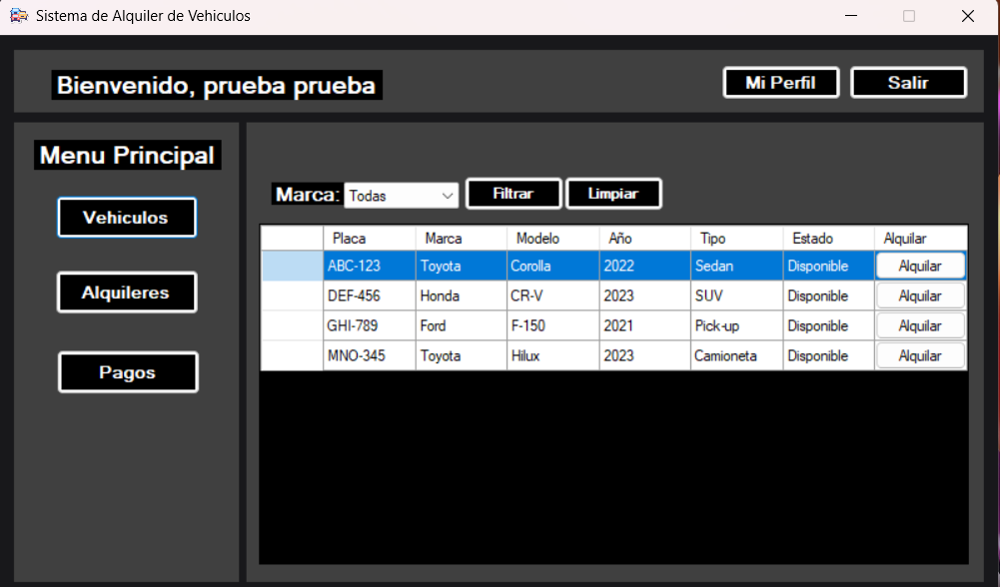 Sistema de Alquiler de Vehiculos
Bienvenido, prueba prueba
Mi Perfil
Salir
Menu Principal
Vehiculos
Alquileres
Pagos
Marca: Todas Filtrar Limpiar
Placa Marca Modelo Año Tipo Estado Alquilar
ABC-123 Toyota Corolla 2022 Sedan Disponible Alquilar
DEF-456 Honda CR-V 2023 SUV Disponible Alquilar
GHI-789 Ford F-150 2021 Pick-up Disponible Alquilar
MNO-345 Toyota Hilux 2023 Camioneta Disponible Alquilar